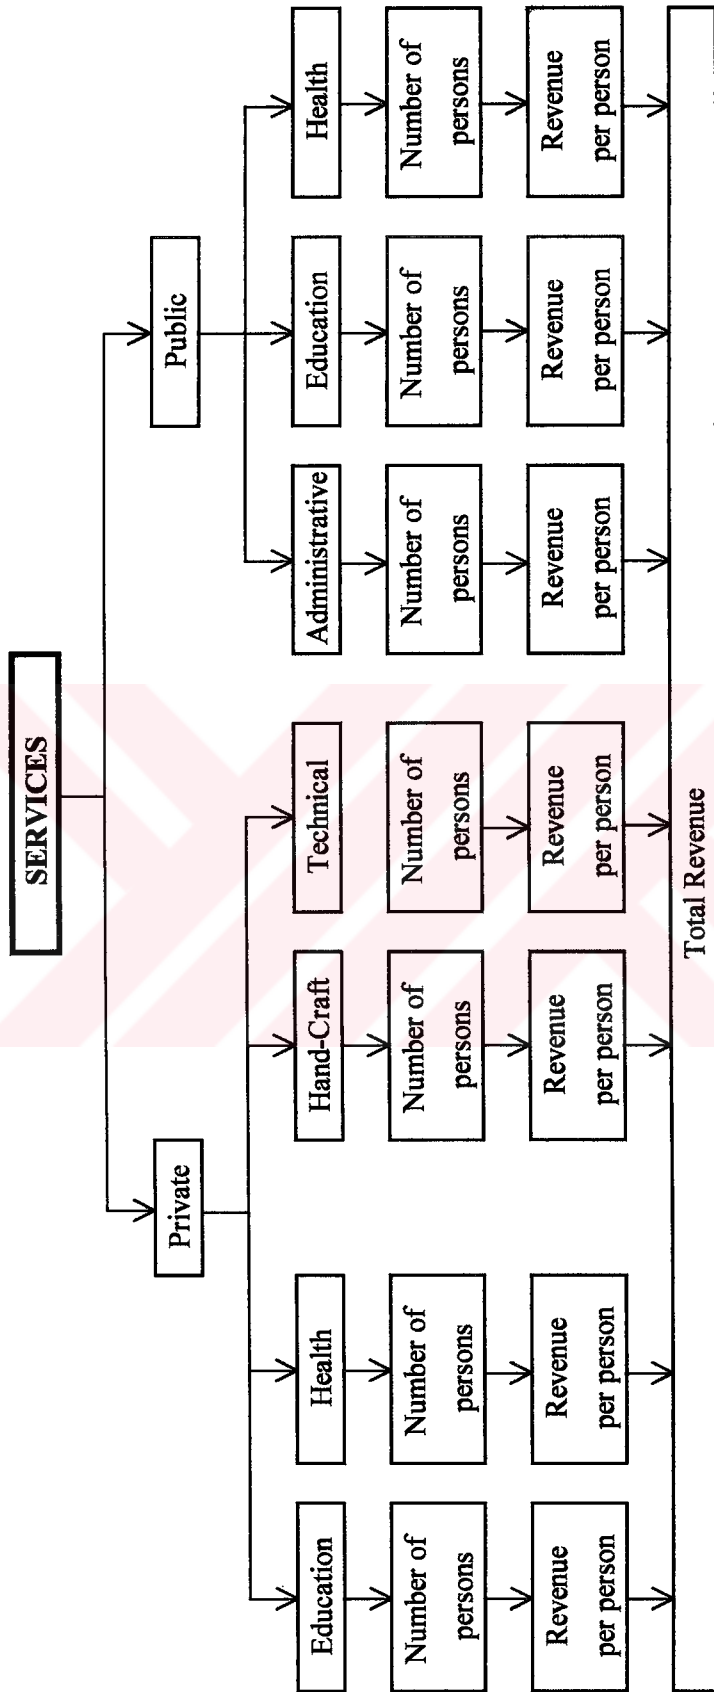 SERVICES
Private
Public
Education
Health
Hand-Craft
Technical
Administrative
Education
Health
Number of
persons
Number of
persons
Number of
persons
Number of
persons
Number of
persons
Number of
persons
Number of
persons
Revenue
per person
Revenue
per person
Revenue
per person
Revenue
per person
Revenue
per person
Revenue
per person
Revenue
per person
Total Revenue